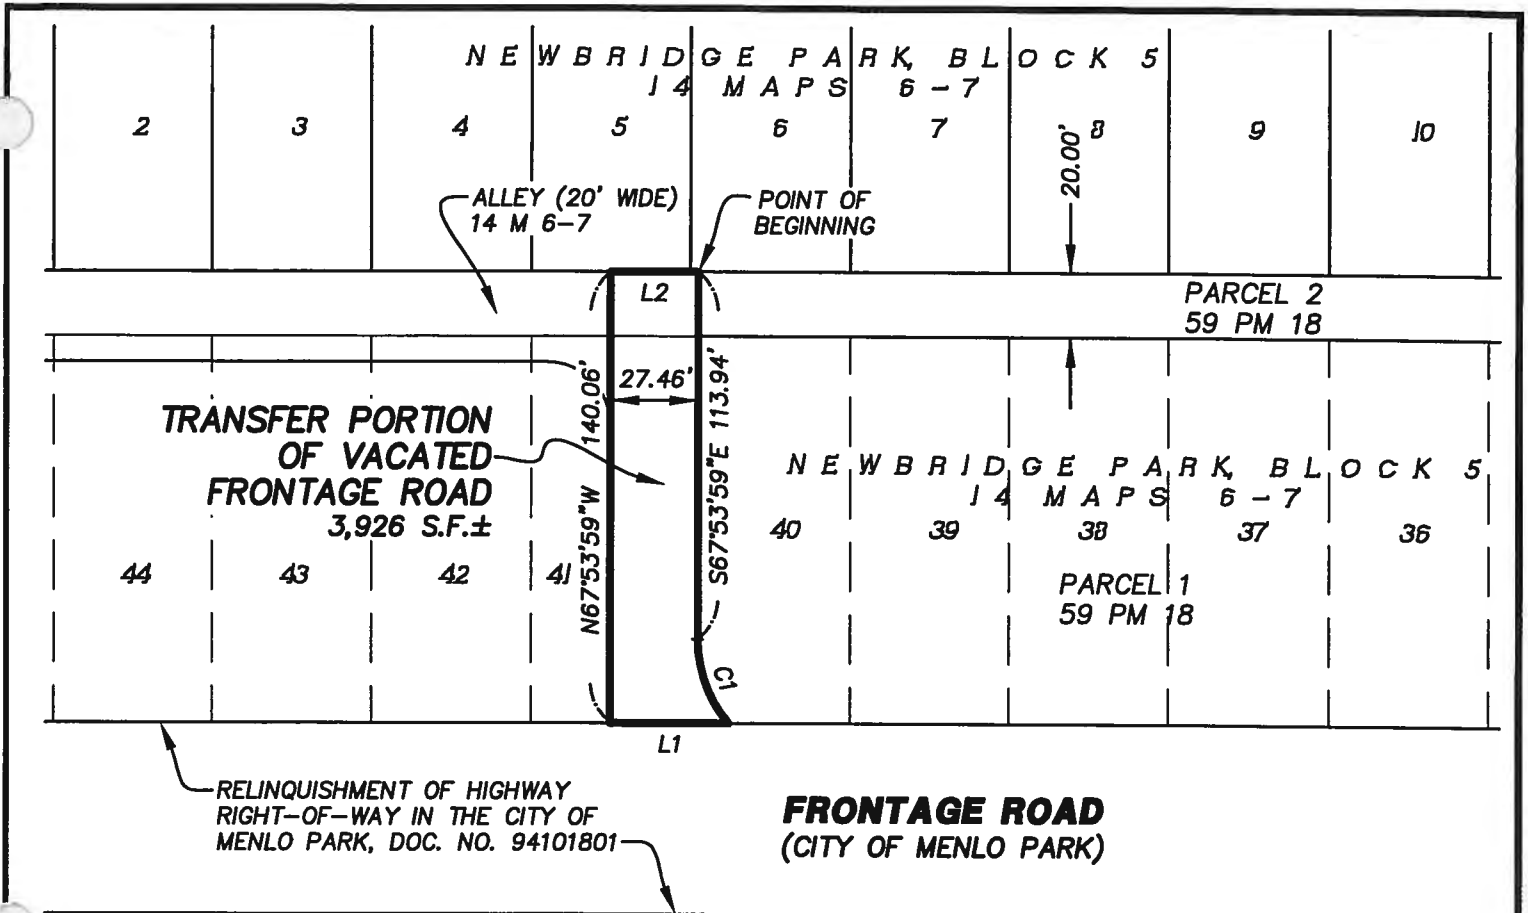 NEWBRIDGE PARK, BLOCK 5
14 MAPS 6-7
2 3 4 5 6 7 8 9 10
20.00'
ALLEY (20' WIDE)
14 M 6-7
POINT OF
BEGINNING
L2
PARCEL 2
59 PM 18
27.46'
N67°53'59"W 140.06'
S67°53'59"E 113.94'
TRANSFER PORTION
OF VACATED
FRONTAGE ROAD
3,926 S.F.±
NEWBRIDGE PARK, BLOCK 5
14 MAPS 6-7
40 39 38 37 36
44 43 42 41
PARCEL 1
59 PM 18
C1
L1
RELINQUISHMENT OF HIGHWAY
RIGHT-OF-WAY IN THE CITY OF
MENLO PARK, DOC. NO. 94101801
FRONTAGE ROAD
(CITY OF MENLO PARK)